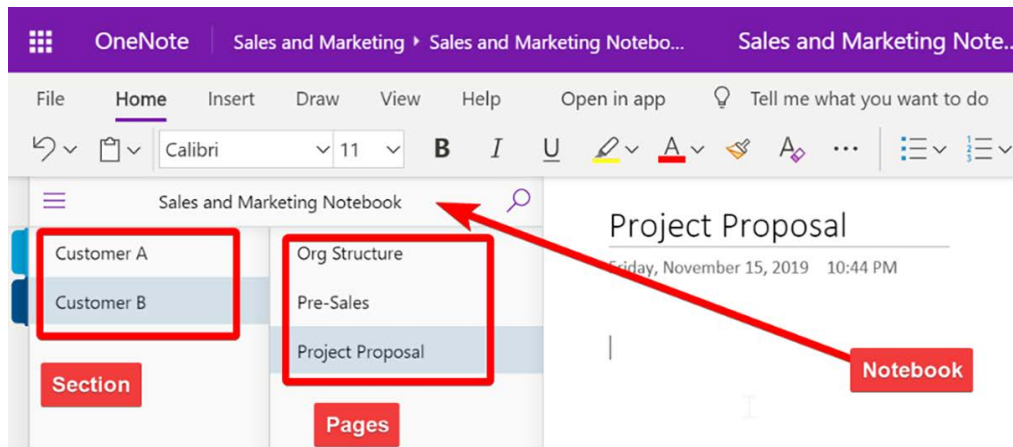 OneNote Sales and Marketing Sales and Marketing Notebo... Sales and Marketing Note..
File Home Insert Draw View Help Open in app Tell me what you want to do
Calibri 11 B I U A A ...
Sales and Marketing Notebook
Customer A
Customer B
Section
Org Structure
Pre-Sales
Project Proposal
Pages
Project Proposal
Friday, November 15, 2019 10:44 PM
Notebook